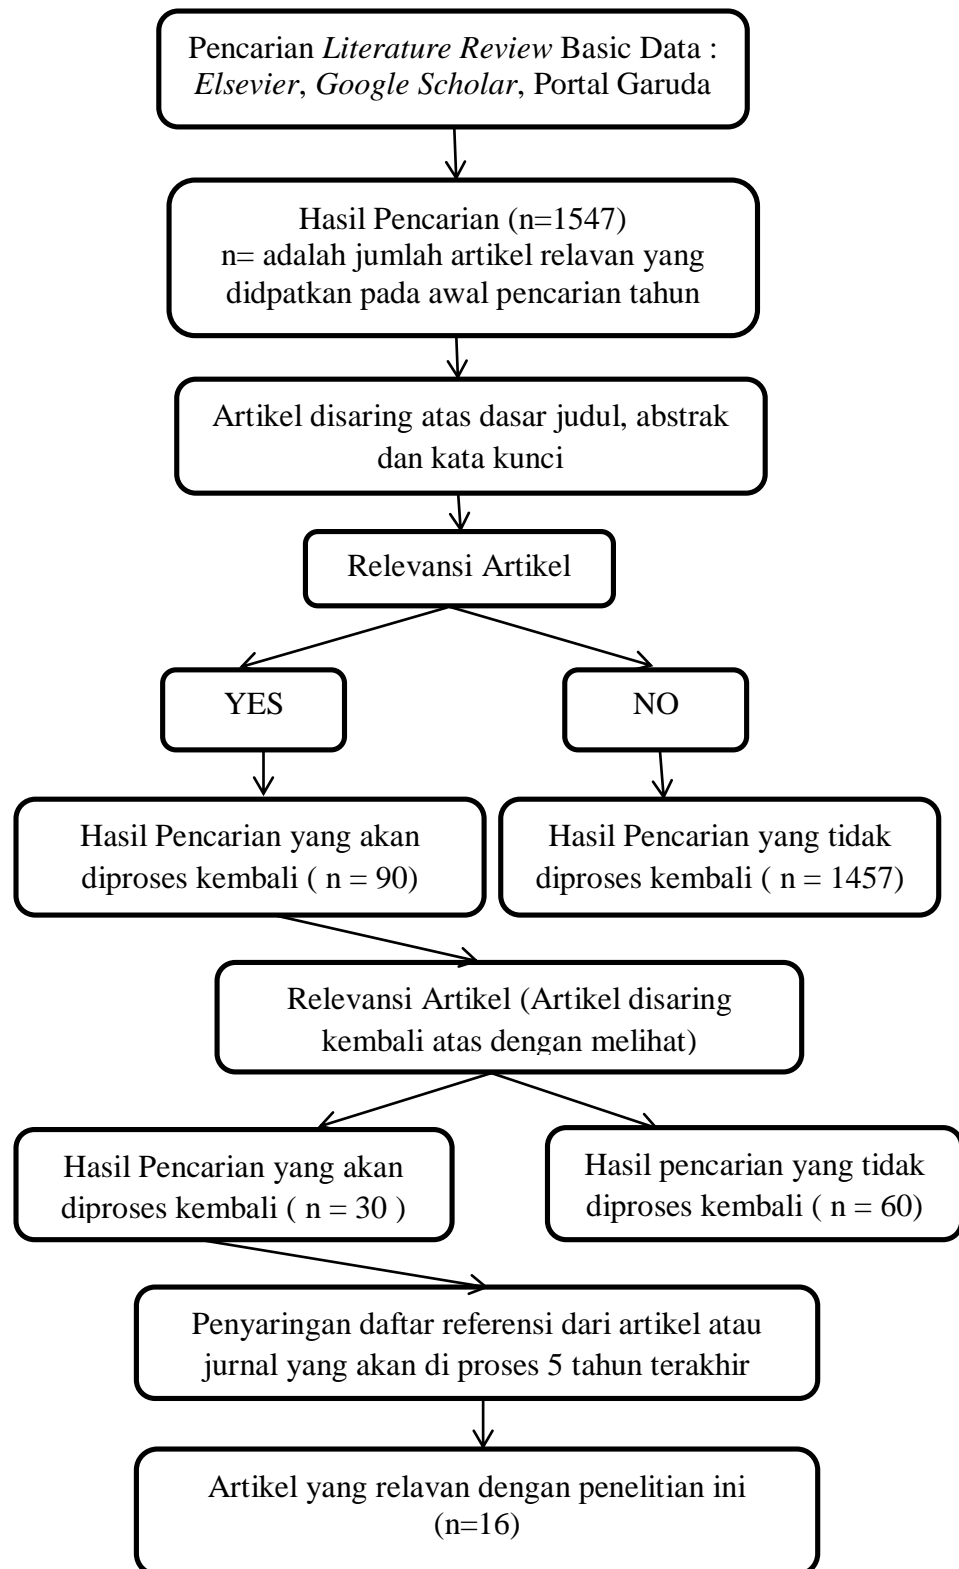 Pencarian Literature Review Basic Data :
Elsevier, Google Scholar, Portal Garuda
Hasil Pencarian (n=1547)
n= adalah jumlah artikel relavan yang
didpatkan pada awal pencarian tahun
Artikel disaring atas dasar judul, abstrak
dan kata kunci
Relevansi Artikel
YES
NO
Hasil Pencarian yang akan
diproses kembali ( n = 90)
Hasil Pencarian yang tidak
diproses kembali ( n = 1457)
Relevansi Artikel (Artikel disaring
kembali atas dengan melihat)
Hasil Pencarian yang akan
diproses kembali ( n = 30 )
Hasil pencarian yang tidak
diproses kembali ( n = 60)
Penyaringan daftar referensi dari artikel atau
jurnal yang akan di proses 5 tahun terakhir
Artikel yang relavan dengan penelitian ini
(n=16)